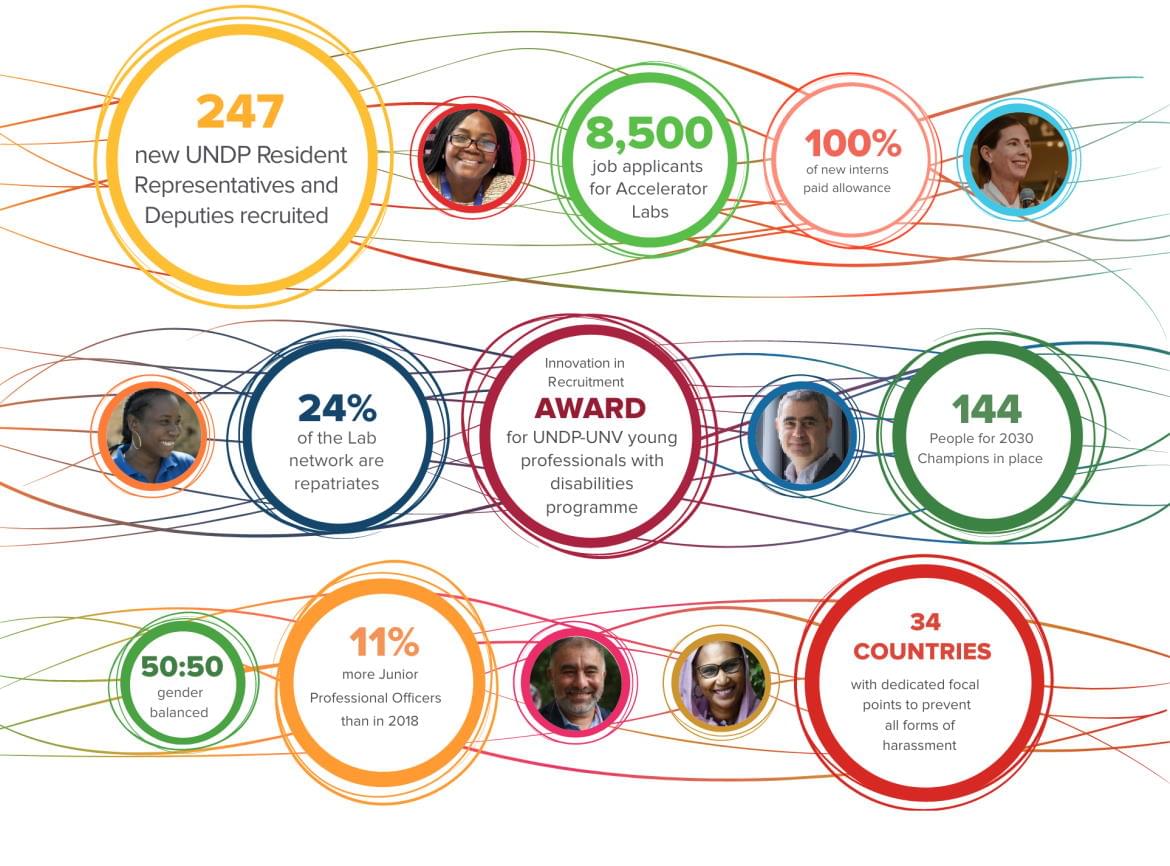 247
new UNDP Resident
Representatives and
Deputies recruited
8,500
job applicants
for Accelerator
Labs
100%
of new interns
paid allowance
24%
of the Lab
network are
repatriates
Innovation in
Recruitment
AWARD
for UNDP-UNV young
professionals with
disabilities
programme
144
People for 2030
Champions in place
50:50
gender
balanced
11%
more Junior
Professional Officers
than in 2018
34
COUNTRIES
with dedicated focal
points to prevent
all forms of
harassment